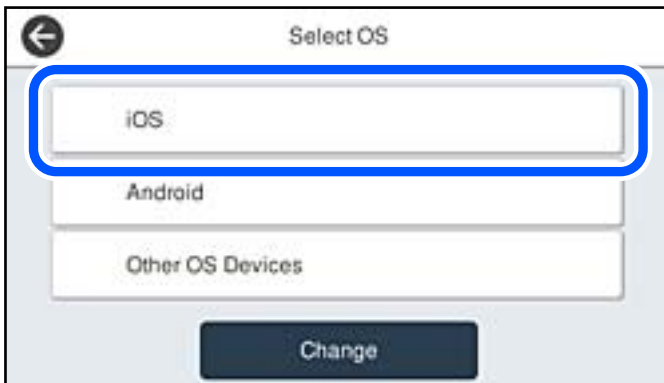 Select OS
iOS
Android
Other OS Devices
Change